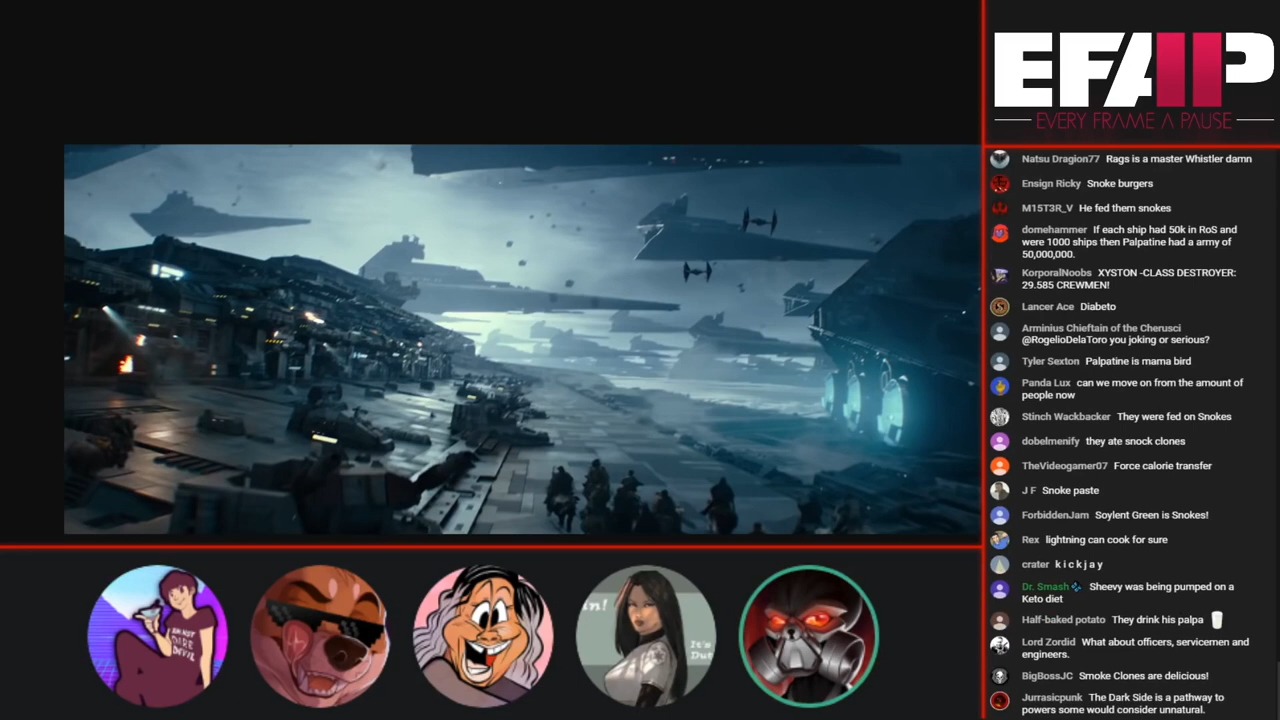 EFAP
EVERY FRAME A PAUSE
Natsu Dragion77 Rags is a master Whistler damn
Ensign Ricky Snoke burgers
M15T3R_V He fed them snokes
domehammer If each ship had 50k in RoS and
were 1000 ships then Palpatine had a army of
50,000,000.
KorporalNoobs XYSTON -CLASS DESTROYER:
29.585 CREWMEN!
Lancer Ace Diabeto
Arminius Chieftain of the Cherusci
@RogelioDelaToro you joking or serious?
Tyler Sexton Palpatine is mama bird
Panda Lux can we move on from the amount of
people now
Stinch Wackbacker They were fed on Snokes
dobelmenify they ate snock clones
TheVideogamer07 Force calorie transfer
J F Snoke paste
ForbiddenJam Soylent Green is Snokes!
Rex lightning can cook for sure
crater k i c k j a y
Dr. Smash Sheevy was being pumped on a
Keto diet
Half-baked potato They drink his palpa
Lord Zordid What about officers, servicemen and
engineers.
BigBossJC Smoke Clones are delicious!
Jurrasicpunk The Dark Side is a pathway to
powers some would consider unnatural.
I AM NOT
DARE
DEVIL
in!
It's
Dut